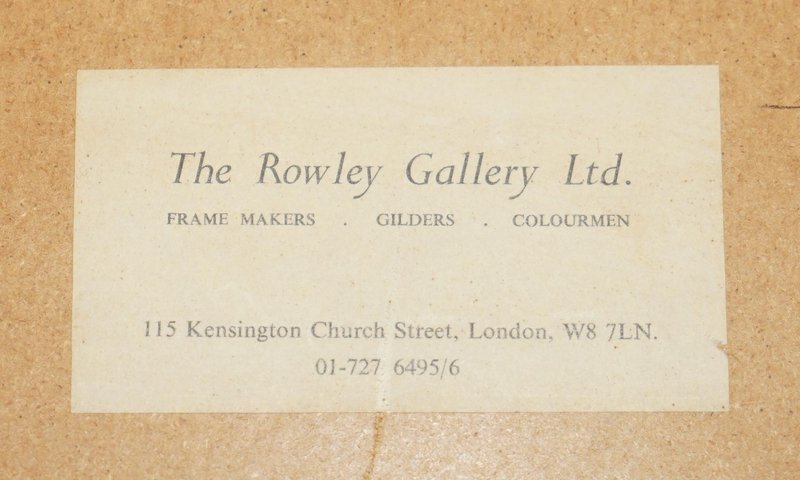 The Rowley Gallery Ltd.
FRAME MAKERS . GILDERS . COLOURMEN
115 Kensington Church Street, London, W8 7LN.
01-727 6495/6